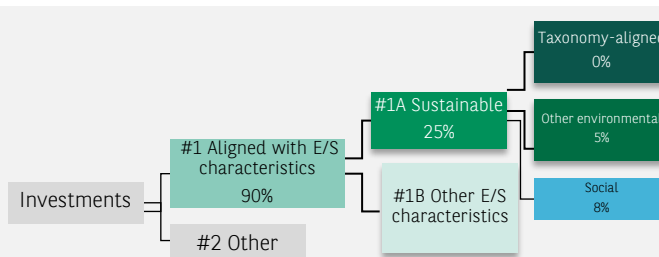 Taxonomy-aligned
0%
#1A Sustainable
25%
Other environmental
5%
#1 Aligned with E/S
characteristics
90%
Social
8%
#1B Other E/S
characteristics
Investments
#2 Other